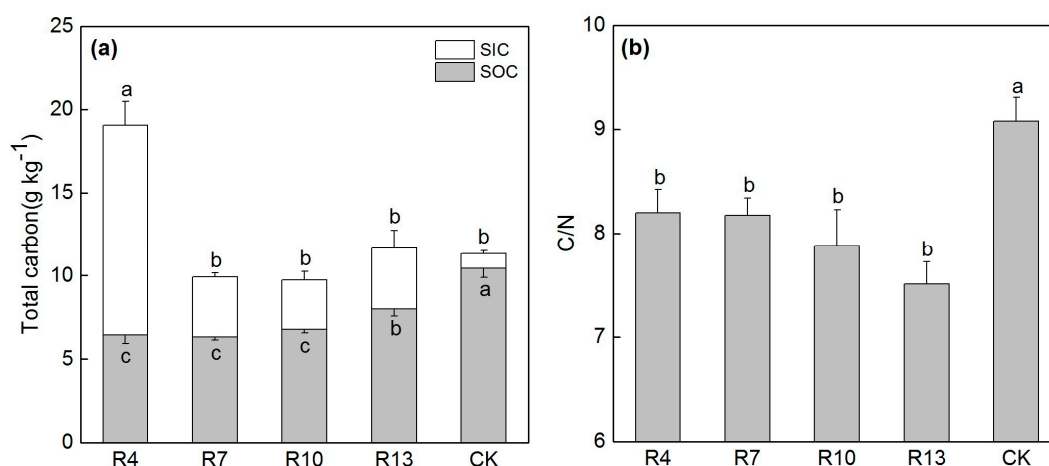 (a)
SIC
SOC
Total carbon(g kg-1)
25
20
15
10
5
0
a
b
b
b
b
c
c
c
b
a
R4 R7 R10 R13 CK
(b)
C/N
10
9
8
7
6
b
b
b
b
a
R4 R7 R10 R13 CK